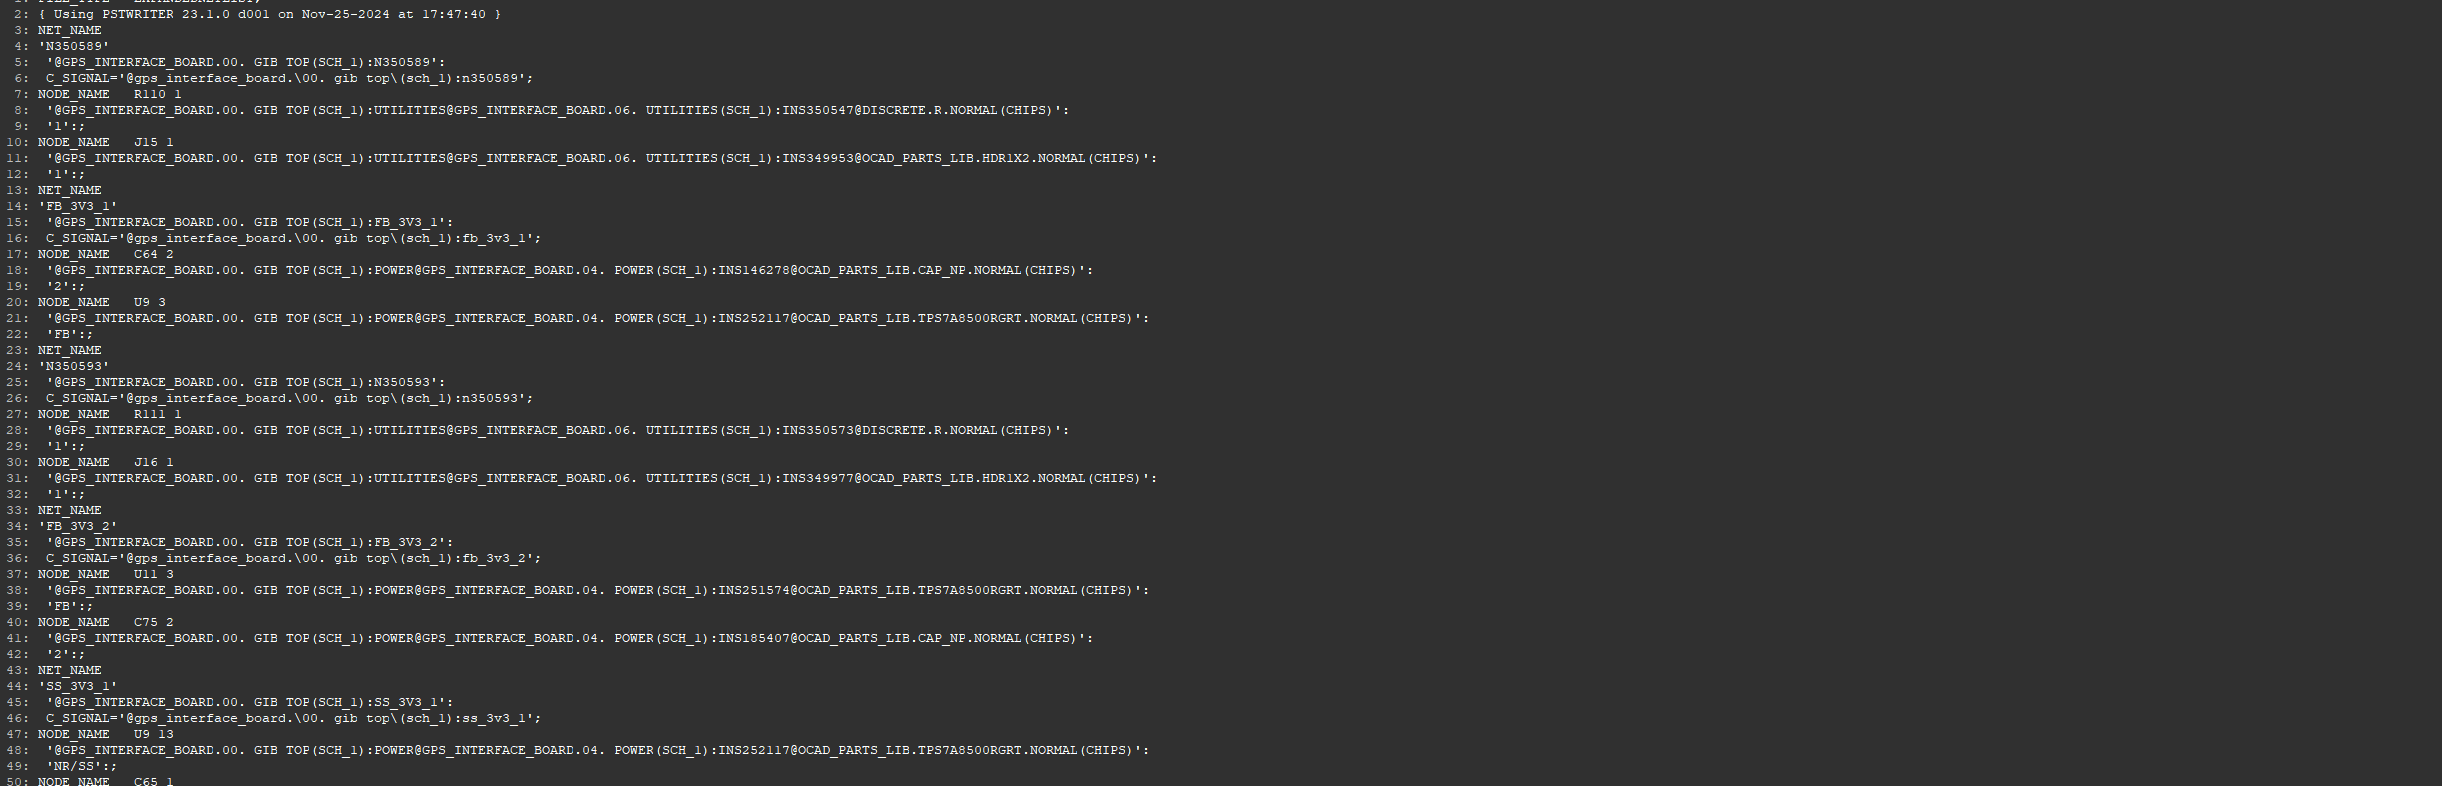 2: { Using PSTWRITER 23.1.0 d001 on Nov-25-2024 at 17:47:40 }
3: NET_NAME
4: 'N350589'
5:  '@GPS_INTERFACE_BOARD.00. GIB TOP(SCH_1):N350589':
6:  C_SIGNAL='@gps_interface_board.\00. gib top\(sch_1):n350589';
7: NODE_NAME   R110 1
8:  '@GPS_INTERFACE_BOARD.00. GIB TOP(SCH_1):UTILITIES@GPS_INTERFACE_BOARD.06. UTILITIES(SCH_1):INS350547@DISCRETE.R.NORMAL(CHIPS)':
9:  '1':;
10: NODE_NAME   J15 1
11:  '@GPS_INTERFACE_BOARD.00. GIB TOP(SCH_1):UTILITIES@GPS_INTERFACE_BOARD.06. UTILITIES(SCH_1):INS349953@OCAD_PARTS_LIB.HDR1X2.NORMAL(CHIPS)':
12:  '1':;
13: NET_NAME
14: 'FB_3V3_1'
15:  '@GPS_INTERFACE_BOARD.00. GIB TOP(SCH_1):FB_3V3_1':
16:  C_SIGNAL='@gps_interface_board.\00. gib top\(sch_1):fb_3v3_1';
17: NODE_NAME   C64 2
18:  '@GPS_INTERFACE_BOARD.00. GIB TOP(SCH_1):POWER@GPS_INTERFACE_BOARD.04. POWER(SCH_1):INS146278@OCAD_PARTS_LIB.CAP_NP.NORMAL(CHIPS)':
19:  '2':;
20: NODE_NAME   U9 3
21:  '@GPS_INTERFACE_BOARD.00. GIB TOP(SCH_1):POWER@GPS_INTERFACE_BOARD.04. POWER(SCH_1):INS252117@OCAD_PARTS_LIB.TPS7A8500RGRT.NORMAL(CHIPS)':
22:  'FB':;
23: NET_NAME
24: 'N350593'
25:  '@GPS_INTERFACE_BOARD.00. GIB TOP(SCH_1):N350593':
26:  C_SIGNAL='@gps_interface_board.\00. gib top\(sch_1):n350593';
27: NODE_NAME   R111 1
28:  '@GPS_INTERFACE_BOARD.00. GIB TOP(SCH_1):UTILITIES@GPS_INTERFACE_BOARD.06. UTILITIES(SCH_1):INS350573@DISCRETE.R.NORMAL(CHIPS)':
29:  '1':;
30: NODE_NAME   J16 1
31:  '@GPS_INTERFACE_BOARD.00. GIB TOP(SCH_1):UTILITIES@GPS_INTERFACE_BOARD.06. UTILITIES(SCH_1):INS349977@OCAD_PARTS_LIB.HDR1X2.NORMAL(CHIPS)':
32:  '1':;
33: NET_NAME
34: 'FB_3V3_2'
35:  '@GPS_INTERFACE_BOARD.00. GIB TOP(SCH_1):FB_3V3_2':
36:  C_SIGNAL='@gps_interface_board.\00. gib top\(sch_1):fb_3v3_2';
37: NODE_NAME   U11 3
38:  '@GPS_INTERFACE_BOARD.00. GIB TOP(SCH_1):POWER@GPS_INTERFACE_BOARD.04. POWER(SCH_1):INS251574@OCAD_PARTS_LIB.TPS7A8500RGRT.NORMAL(CHIPS)':
39:  'FB':;
40: NODE_NAME   C75 2
41:  '@GPS_INTERFACE_BOARD.00. GIB TOP(SCH_1):POWER@GPS_INTERFACE_BOARD.04. POWER(SCH_1):INS185407@OCAD_PARTS_LIB.CAP_NP.NORMAL(CHIPS)':
42:  '2':;
43: NET_NAME
44: 'SS_3V3_1'
45:  '@GPS_INTERFACE_BOARD.00. GIB TOP(SCH_1):SS_3V3_1':
46:  C_SIGNAL='@gps_interface_board.\00. gib top\(sch_1):ss_3v3_1';
47: NODE_NAME   U9 13
48:  '@GPS_INTERFACE_BOARD.00. GIB TOP(SCH_1):POWER@GPS_INTERFACE_BOARD.04. POWER(SCH_1):INS252117@OCAD_PARTS_LIB.TPS7A8500RGRT.NORMAL(CHIPS)':
49:  'NR/SS':;
50: NODE_NAME   C65 1